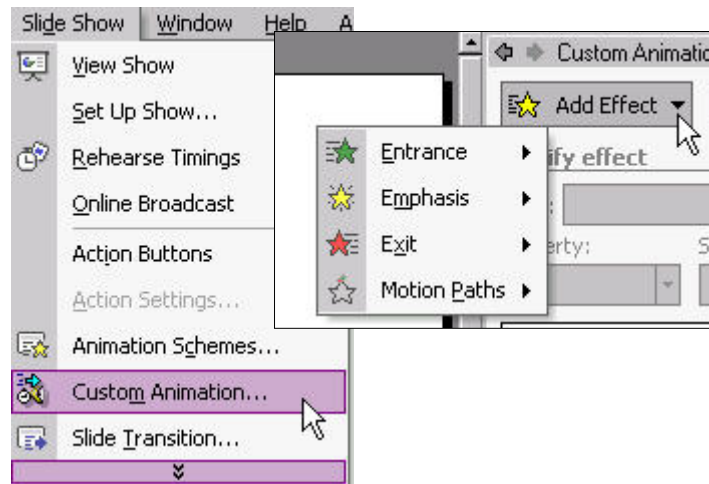 Slide Show Window Help A
View Show
Set Up Show...
Rehearse Timings
Online Broadcast
Action Buttons
Action Settings...
Animation Schemes...
Custom Animation...
Slide Transition...
Custom Animatio
Add Effect
ify effect
Entrance
Emphasis
Exit
erty: S
Motion Paths